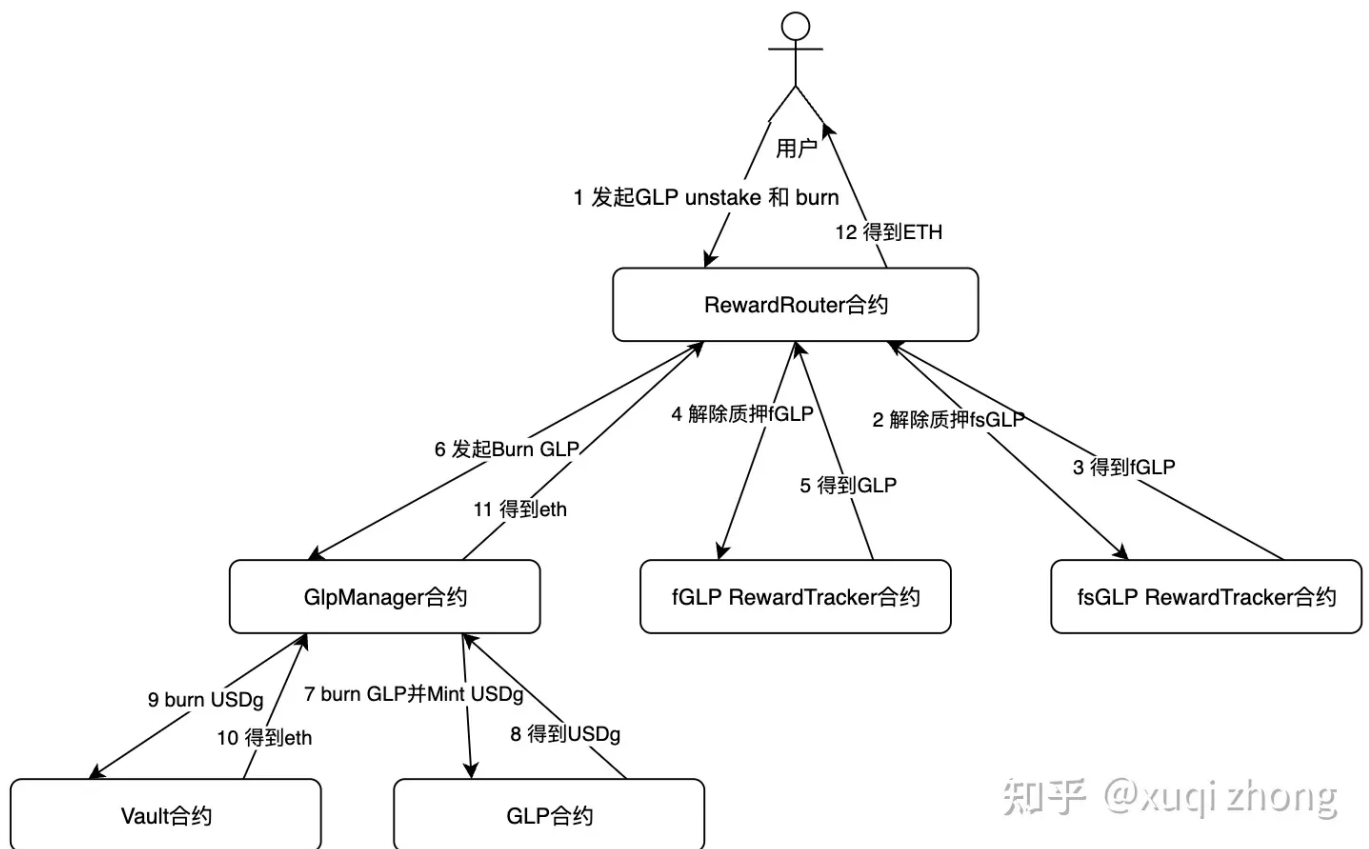 用户
1 发起GLP unstake 和 burn
12 得到ETH
RewardRouter合约
4 解除质押fGLP
2 解除质押fsGLP
6 发起Burn GLP
3 得到fGLP
5 得到GLP
11 得到eth
GlpManager合约
fGLP RewardTracker合约
fsGLP RewardTracker合约
9 burn USDg
7 burn GLP并Mint USDg
10 得到eth
8 得到USDg
Vault合约
GLP合约
知乎 @xuqi zhong